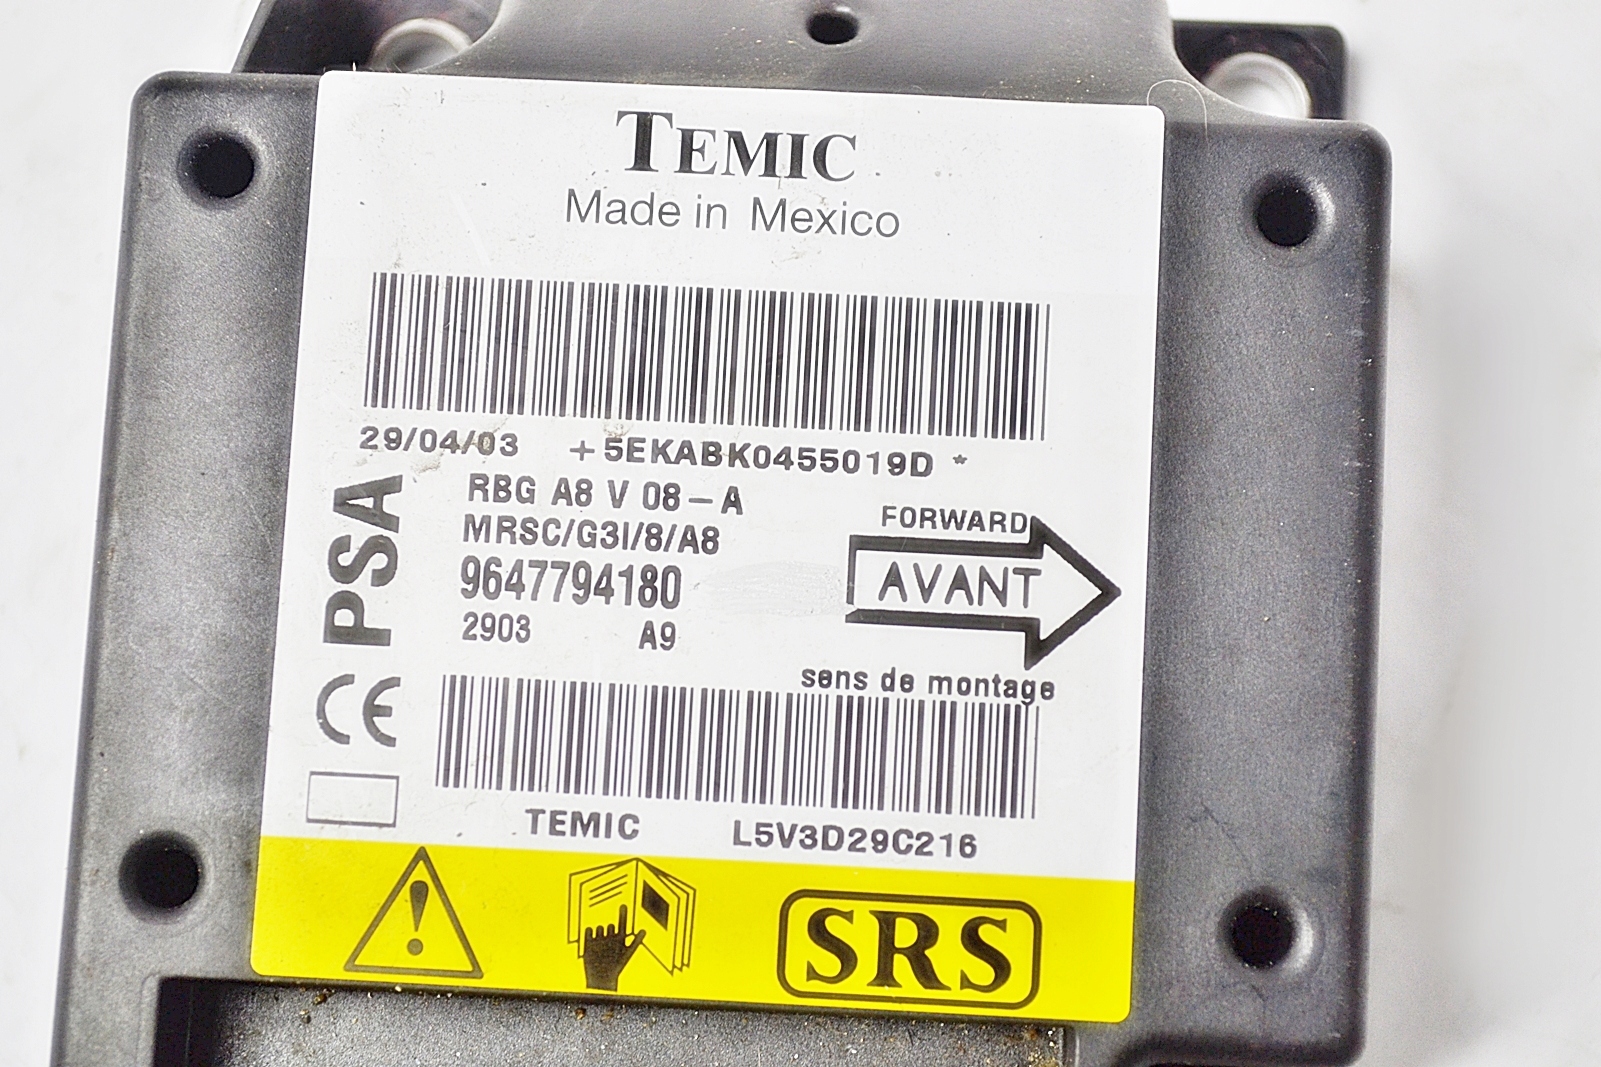 TEMIC
Made in Mexico
29/04/03 +5EKABK0455019D *
RBG A8 V 08-A
MRSC/G3I/8/A8
9647794180
2903 A9
PSA
CE
FORWARD
AVANT
sens de montage
TEMIC L5V3D29C216
SRS